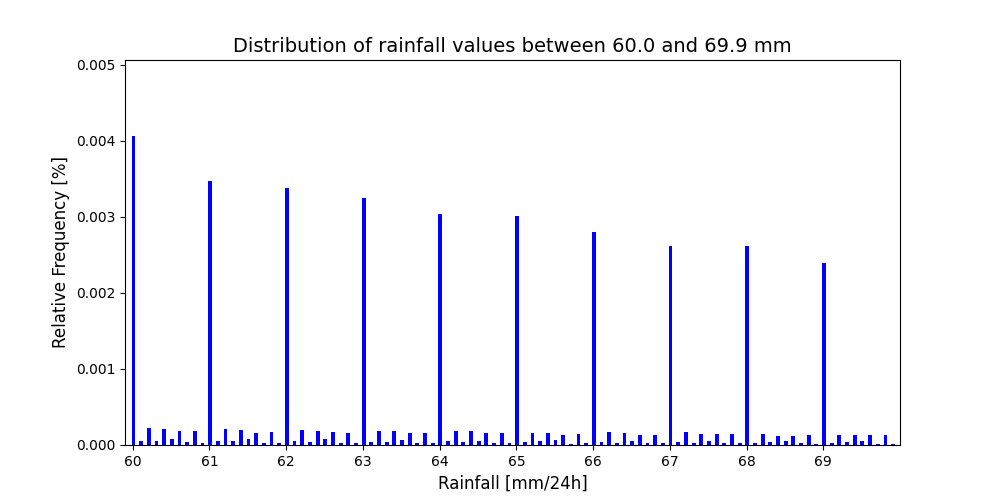 Distribution of rainfall values between 60.0 and 69.9 mm
0.005
0.004
0.003
0.002
0.001
0.000
Relative Frequency [%]
60 61 62 63 64 65 66 67 68 69
Rainfall [mm/24h]